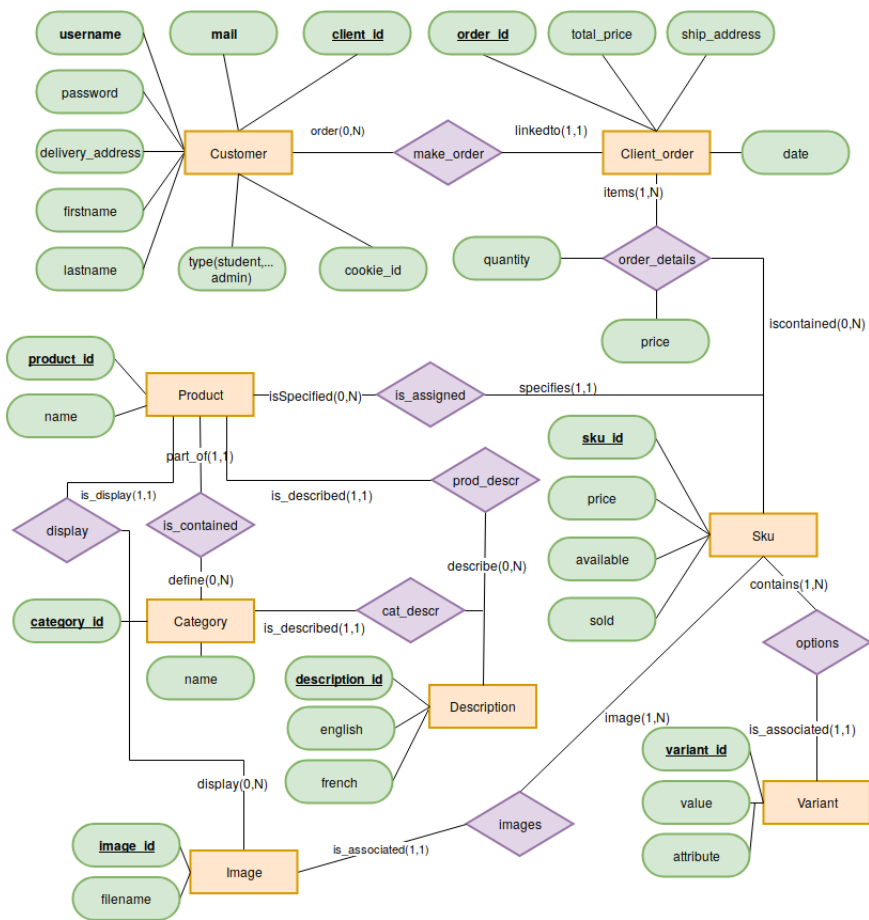 username
mail
client_id
order_id
total_price
ship_address
password
order(0,N)
linkedto(1,1)
delivery_address
Customer
make_order
Client_order
date
items(1,N)
firstname
lastname
type(student,...
admin)
cookie_id
quantity
order_details
price
iscontained(0,N)
product_id
Product
isSpecified(0,N)
is_assigned
specifies(1,1)
name
sku_id
part_of(1,1)
is_display(1,1)
is_described(1,1)
prod_descr
price
display
is_contained
Sku
available
describe(0,N)
define(0,N)
contains(1,N)
cat_descr
category_id
Category
is_described(1,1)
sold
options
name
description_id
english
Description
image(1,N)
is_associated(1,1)
variant_id
french
display(0,N)
value
Variant
images
attribute
image_id
is_associated(1,1)
Image
filename